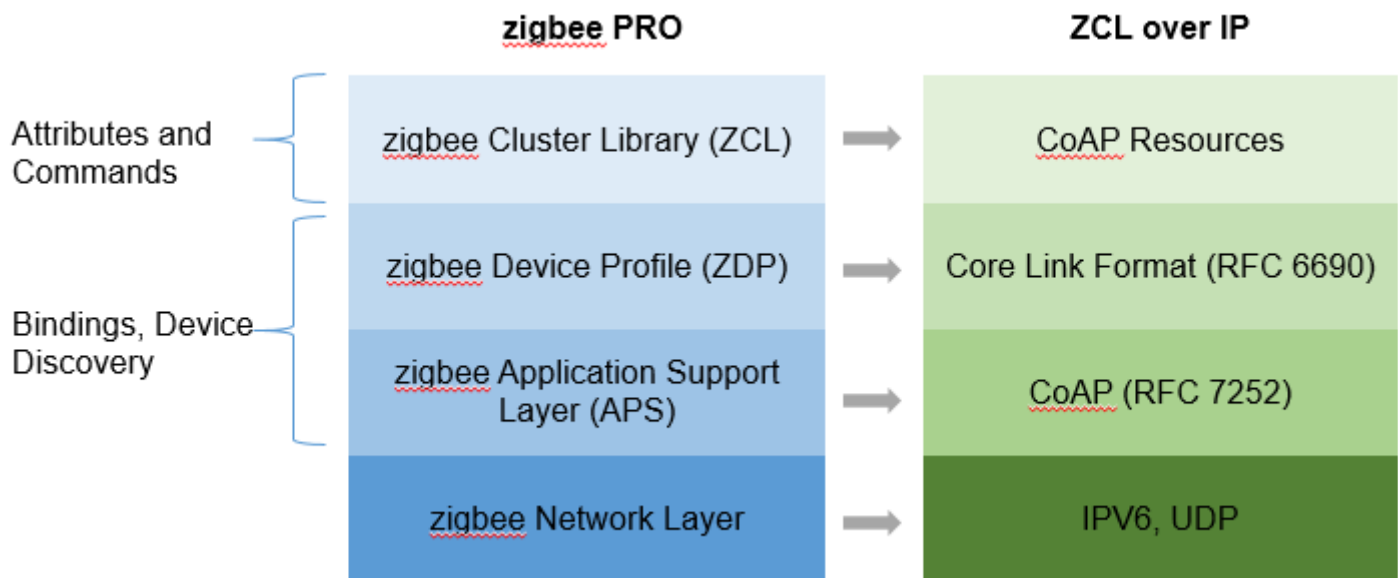 zigbee PRO
ZCL over IP
Attributes and
Commands
zigbee Cluster Library (ZCL)
CoAP Resources
zigbee Device Profile (ZDP)
Core Link Format (RFC 6690)
Bindings, Device
Discovery
zigbee Application Support
Layer (APS)
CoAP (RFC 7252)
zigbee Network Layer
IPV6, UDP